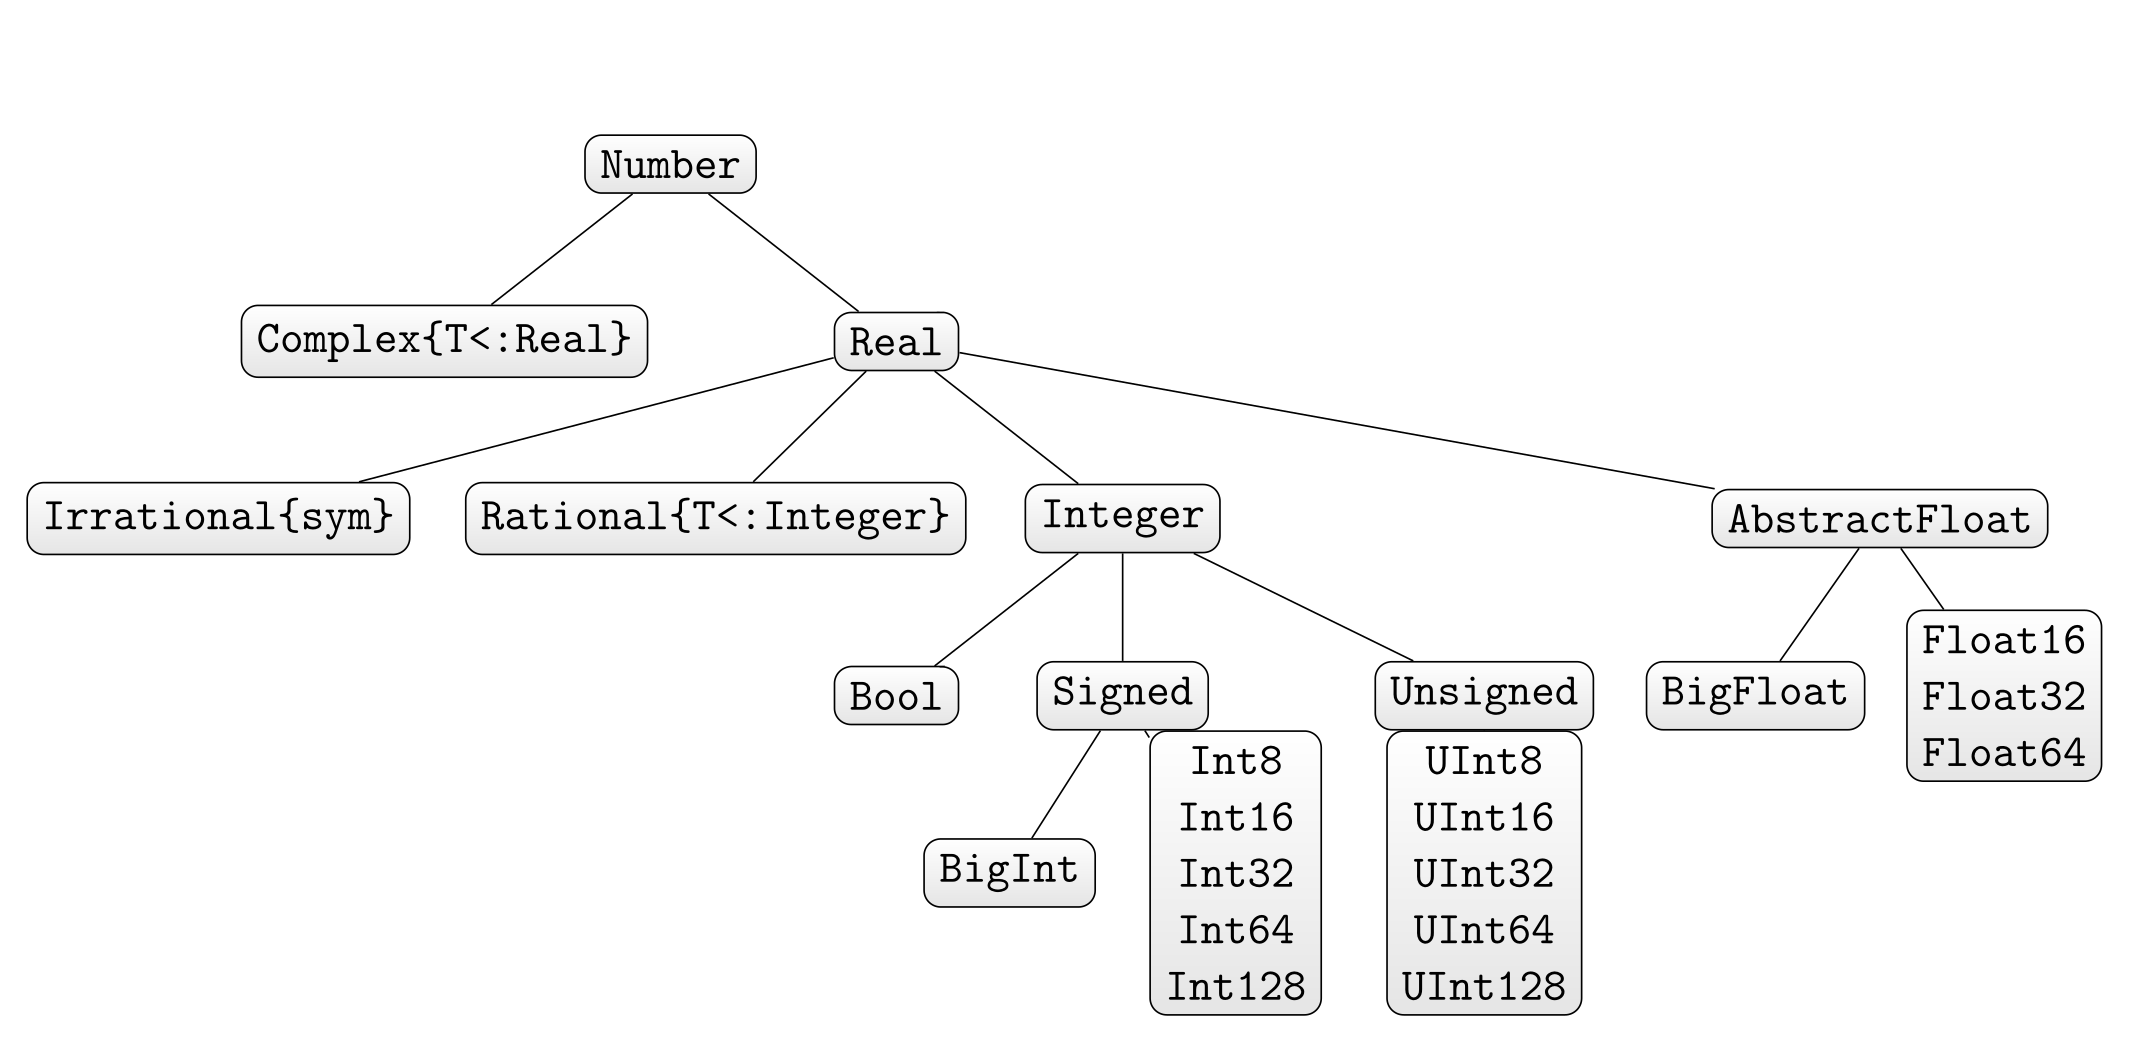 Number
Complex{T<:Real}
Real
Irrational{sym}
Rational{T<:Integer}
Integer
AbstractFloat
Bool
Signed
Unsigned
BigFloat
Float16
Float32
Float64
BigInt
Int8
Int16
Int32
Int64
Int128
UInt8
UInt16
UInt32
UInt64
UInt128